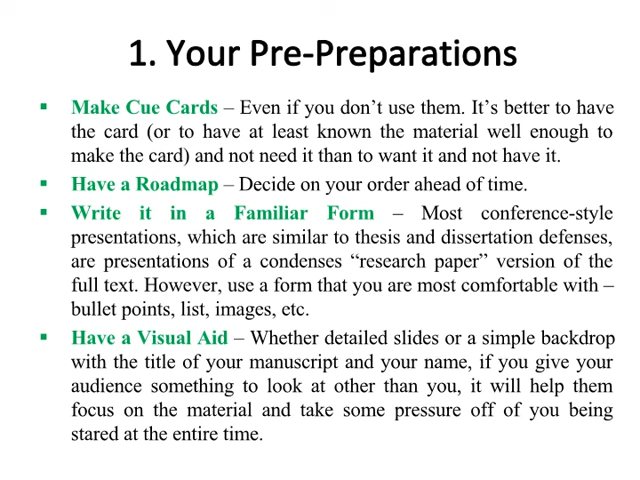 1. Your Pre-Preparations
▪ Make Cue Cards – Even if you don’t use them. It’s better to have
the card (or to have at least known the material well enough to
make the card) and not need it than to want it and not have it.
▪ Have a Roadmap – Decide on your order ahead of time.
▪ Write it in a Familiar Form – Most conference-style
presentations, which are similar to thesis and dissertation defenses,
are presentations of a condenses “research paper” version of the
full text. However, use a form that you are most comfortable with –
bullet points, list, images, etc.
▪ Have a Visual Aid – Whether detailed slides or a simple backdrop
with the title of your manuscript and your name, if you give your
audience something to look at other than you, it will help them
focus on the material and take some pressure off of you being
stared at the entire time.